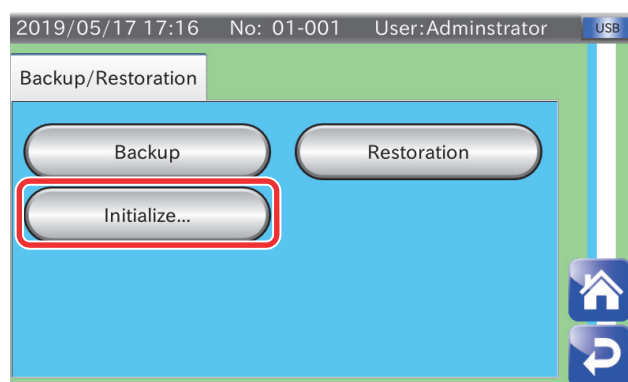 2019/05/17 17:16 No: 01-001 User:Adminstrator USB
Backup/Restoration
Backup Restoration
Initialize...